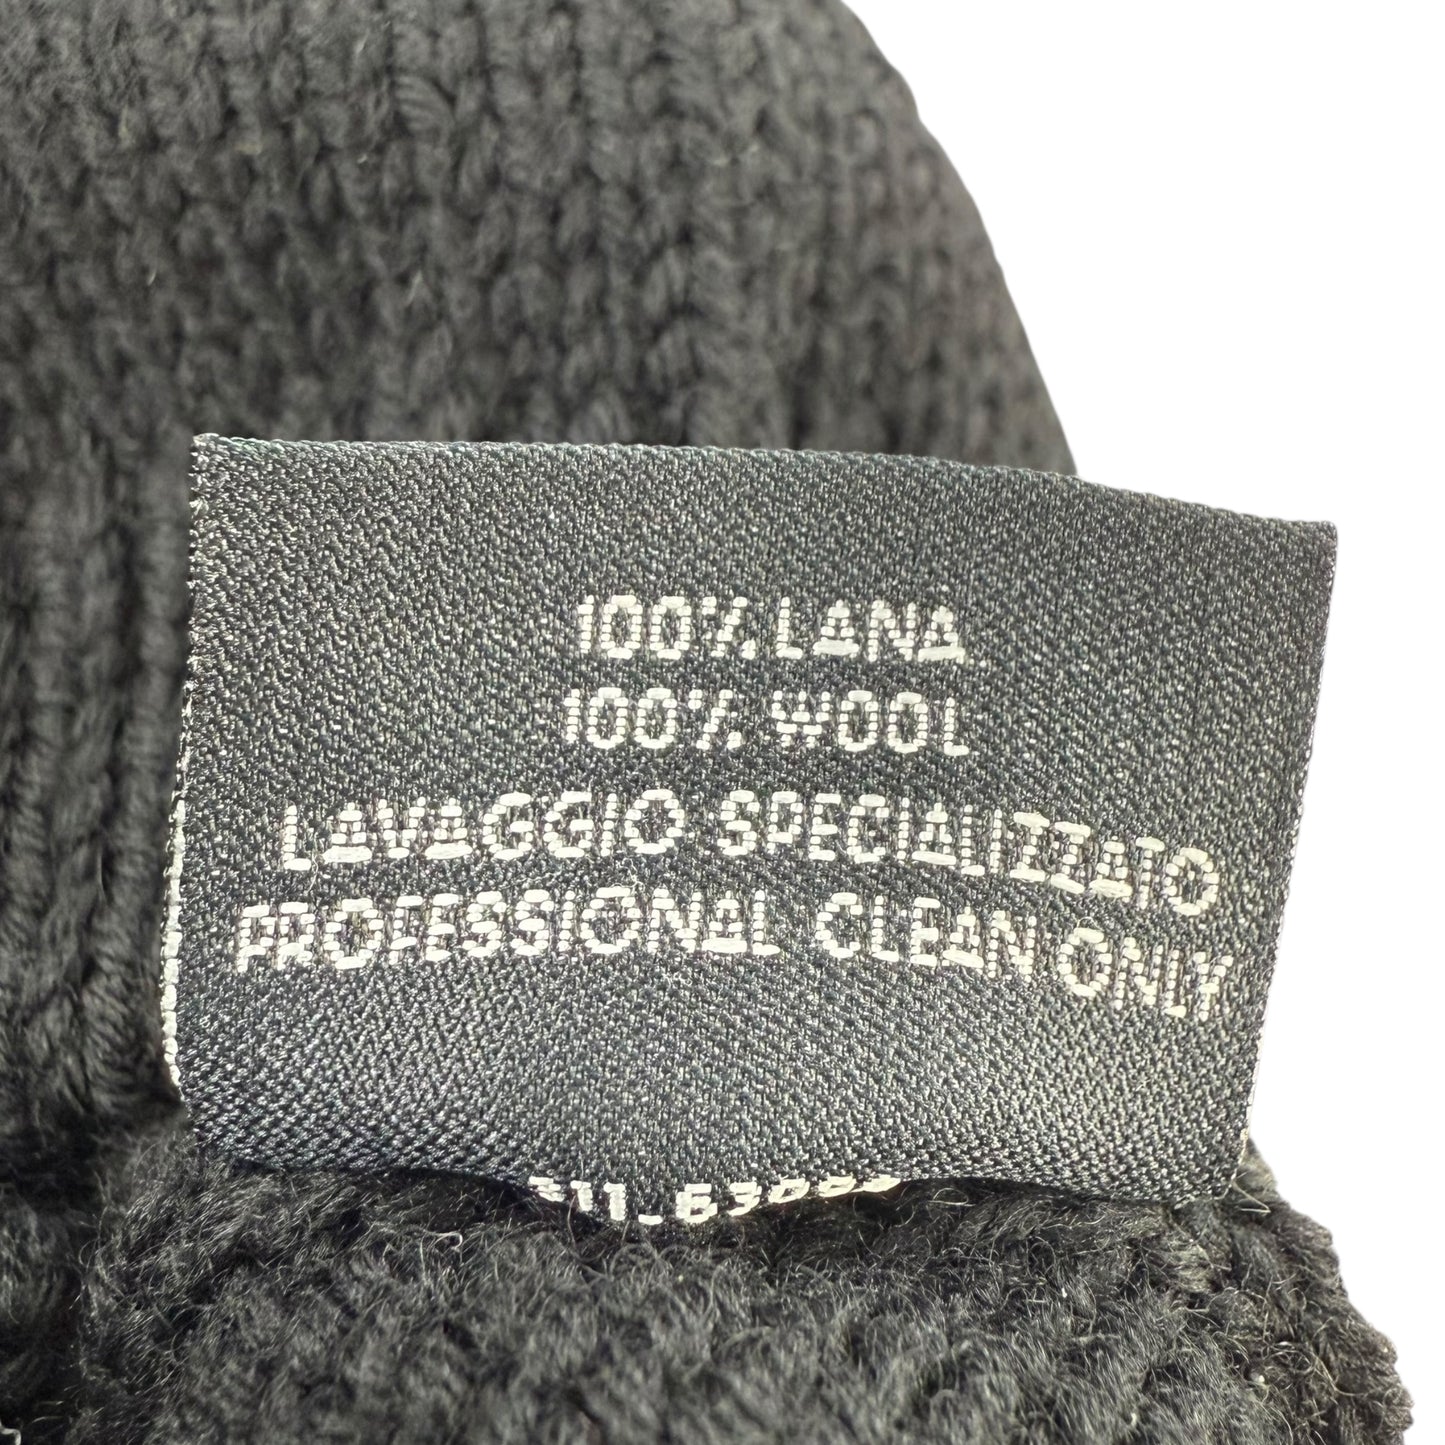 100% LANA
100% WOOL
LAVAGGIO SPECIALIZZATO
PROFESSIONAL CLEAN ONLY